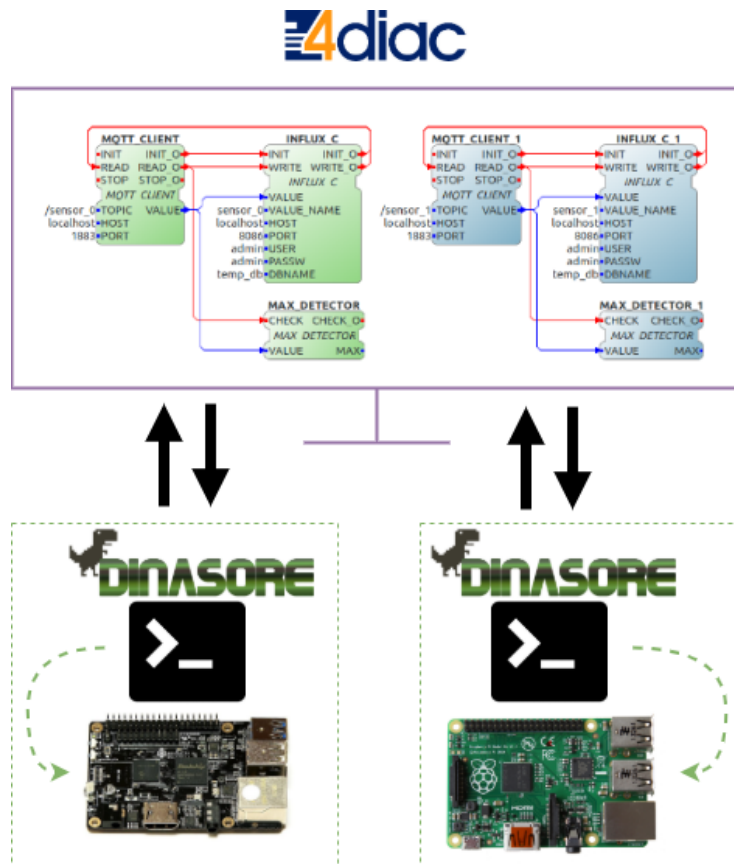 4diac
MQTT_CLIENT
INIT INIT_O
READ READ_O
STOP STOP_O
MQTT_CLIENT
/sensor_0 TOPIC VALUE
localhost HOST
1883 PORT
INFLUX_C
INIT INIT_O
WRITE WRITE_O
INFLUX_C
VALUE
sensor_0 VALUE_NAME
localhost HOST
8086 PORT
admin USER
admin PASSW
temp_db DBNAME
MAX_DETECTOR
CHECK CHECK_O
MAX_DETECTOR
VALUE MAX
MQTT_CLIENT_1
INIT INIT_O
READ READ_O
STOP STOP_O
MQTT_CLIENT
/sensor_1 TOPIC VALUE
localhost HOST
1883 PORT
INFLUX_C_1
INIT INIT_O
WRITE WRITE_O
INFLUX_C
VALUE
sensor_1 VALUE_NAME
localhost HOST
8086 PORT
admin USER
admin PASSW
temp_db DBNAME
MAX_DETECTOR_1
CHECK CHECK_O
MAX_DETECTOR
VALUE MAX
DINASORE
DINASORE
HDMI